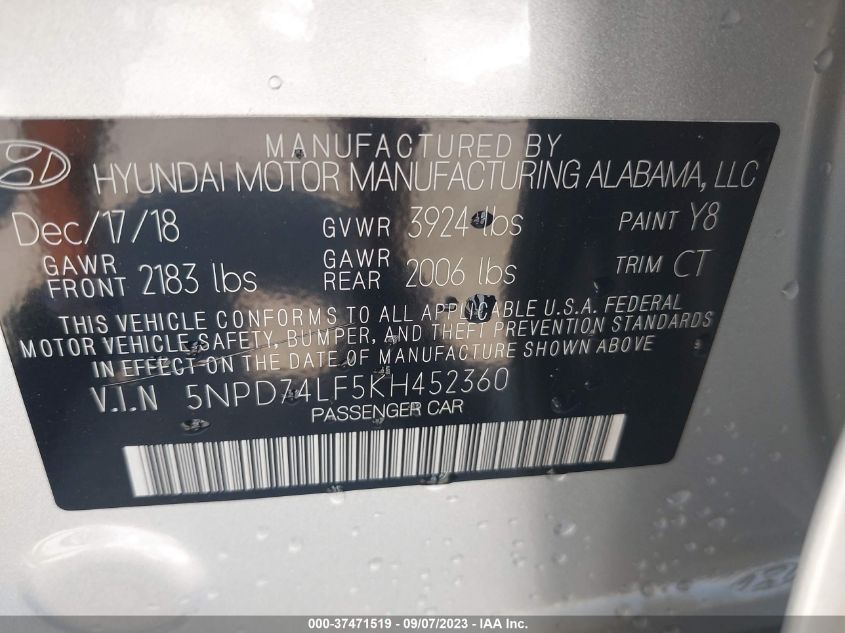 MANUFACTURED BY
HYUNDAI MOTOR MANUFACTURING ALABAMA, LLC
Dec/17/18 GVWR 3924 lbs PAINT Y8
GAWR FRONT 2183 lbs GAWR REAR 2006 lbs TRIM CT
THIS VEHICLE CONFORMS TO ALL APPLICABLE U.S.A. FEDERAL
MOTOR VEHICLE SAFETY, BUMPER, AND THEFT PREVENTION STANDARDS
IN EFFECT ON THE DATE OF MANUFACTURE SHOWN ABOVE
V.I.N 5NPD74LF5KH452360
PASSENGER CAR
000-37471519 - 09/07/2023 - IAA Inc.